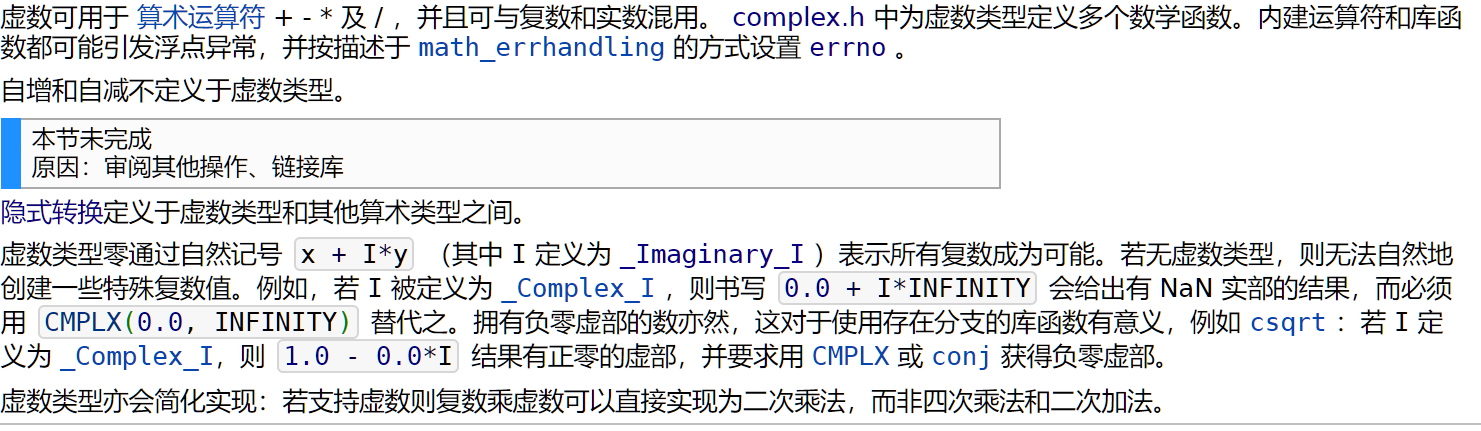 虚数可用于 算术运算符 + - * 及 / ，并且可与复数和实数混用。 complex.h 中为虚数类型定义多个数学函数。内建运算符和库函
数都可能引发浮点异常，并按描述于 math_errhandling 的方式设置 errno 。
自增和自减不定义于虚数类型。
本节未完成
原因：审阅其他操作、链接库
隐式转换定义于虚数类型和其他算术类型之间。
虚数类型零通过自然记号 x + I*y （其中 I 定义为 _Imaginary_I ）表示所有复数成为可能。若无虚数类型，则无法自然地
创建一些特殊复数值。例如，若 I 被定义为 _Complex_I ，则书写 0.0 + I*INFINITY 会给出有 NaN 实部的结果，而必须
用 CMPLX(0.0, INFINITY) 替代之。拥有负零虚部的数亦然，这对于使用存在分支的库函数有意义，例如 csqrt ：若 I 定
义为 _Complex_I，则 1.0 - 0.0*I 结果有正零的虚部，并要求用 CMPLX 或 conj 获得负零虚部。
虚数类型亦会简化实现：若支持虚数则复数乘虚数可以直接实现为二次乘法，而非四次乘法和二次加法。